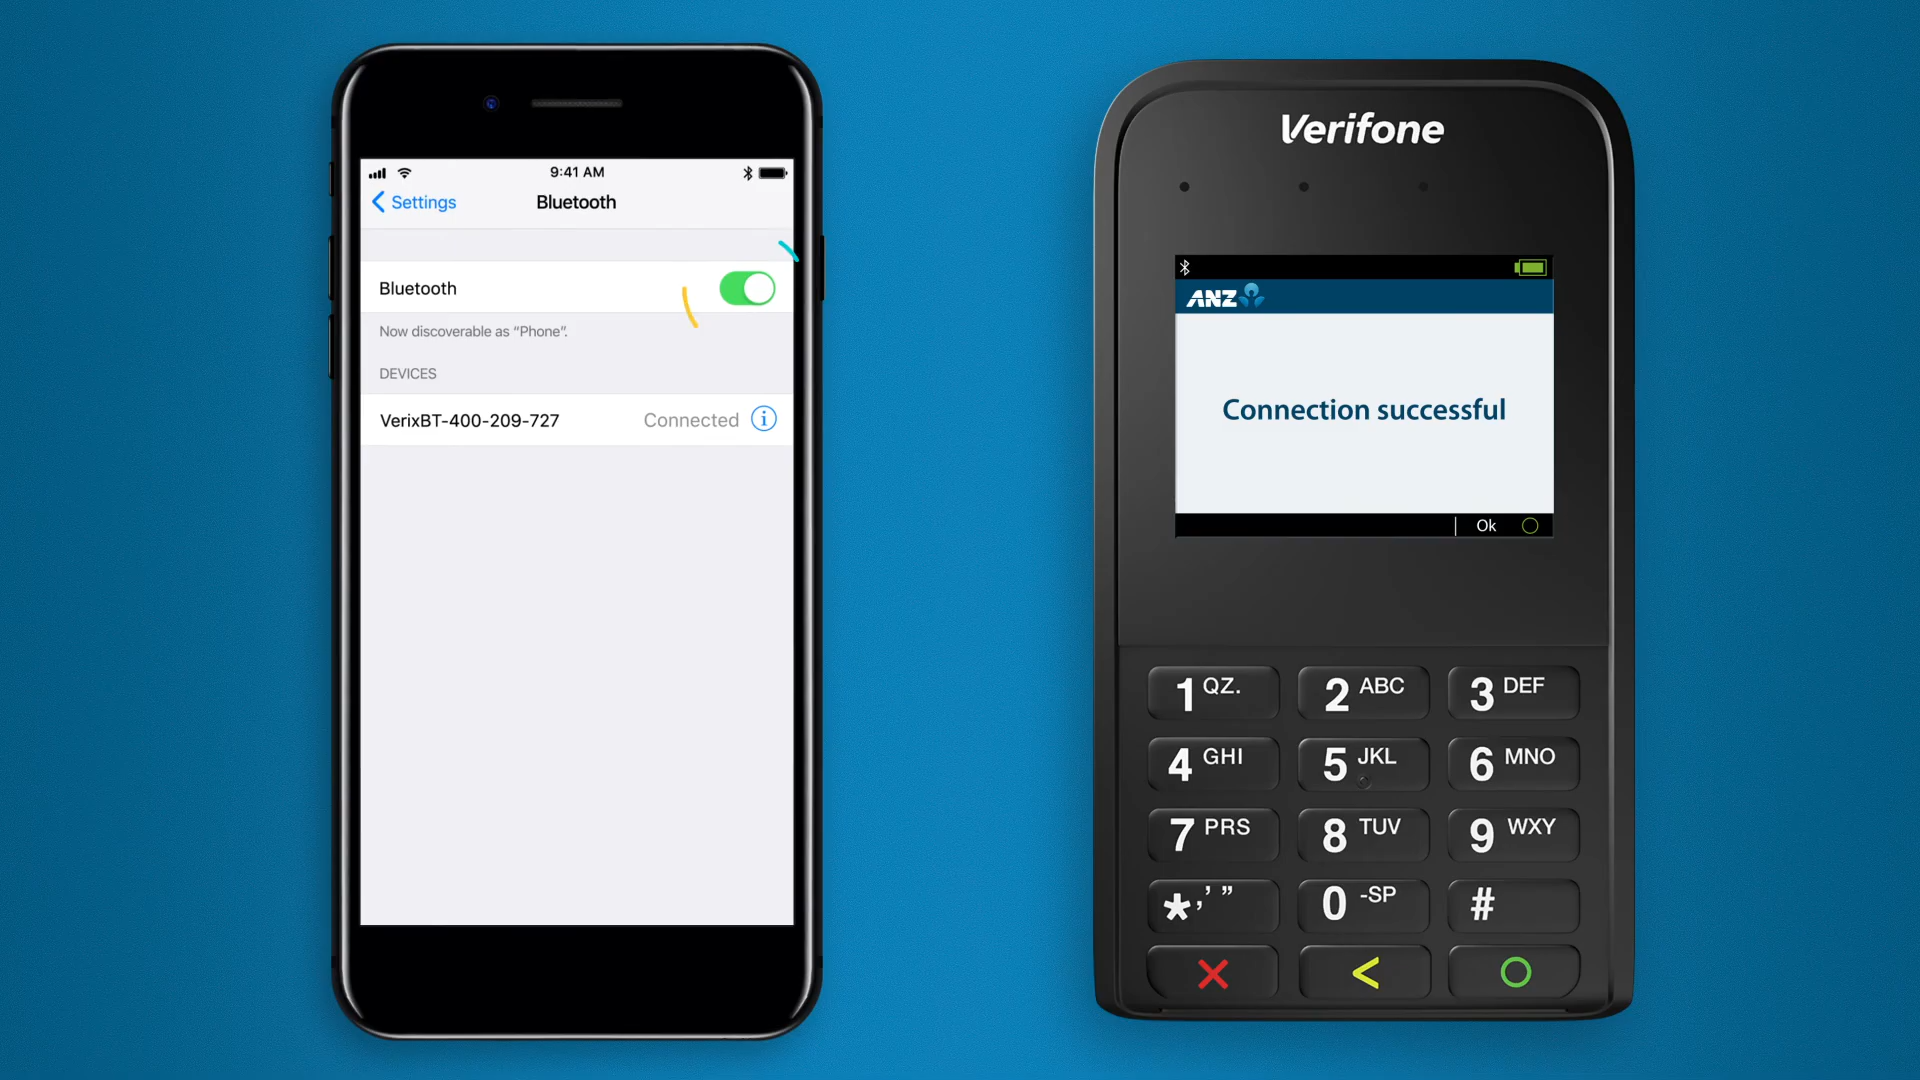 9:41 AM
Settings
Bluetooth
Bluetooth
Now discoverable as “Phone”.
DEVICES
VerixBT-400-209-727 Connected
Verifone
ANZ
Connection successful
Ok
1 QZ. 2 ABC 3 DEF
4 GHI 5 JKL 6 MNO
7 PRS 8 TUV 9 WXY
*,’ ” 0 -SP #